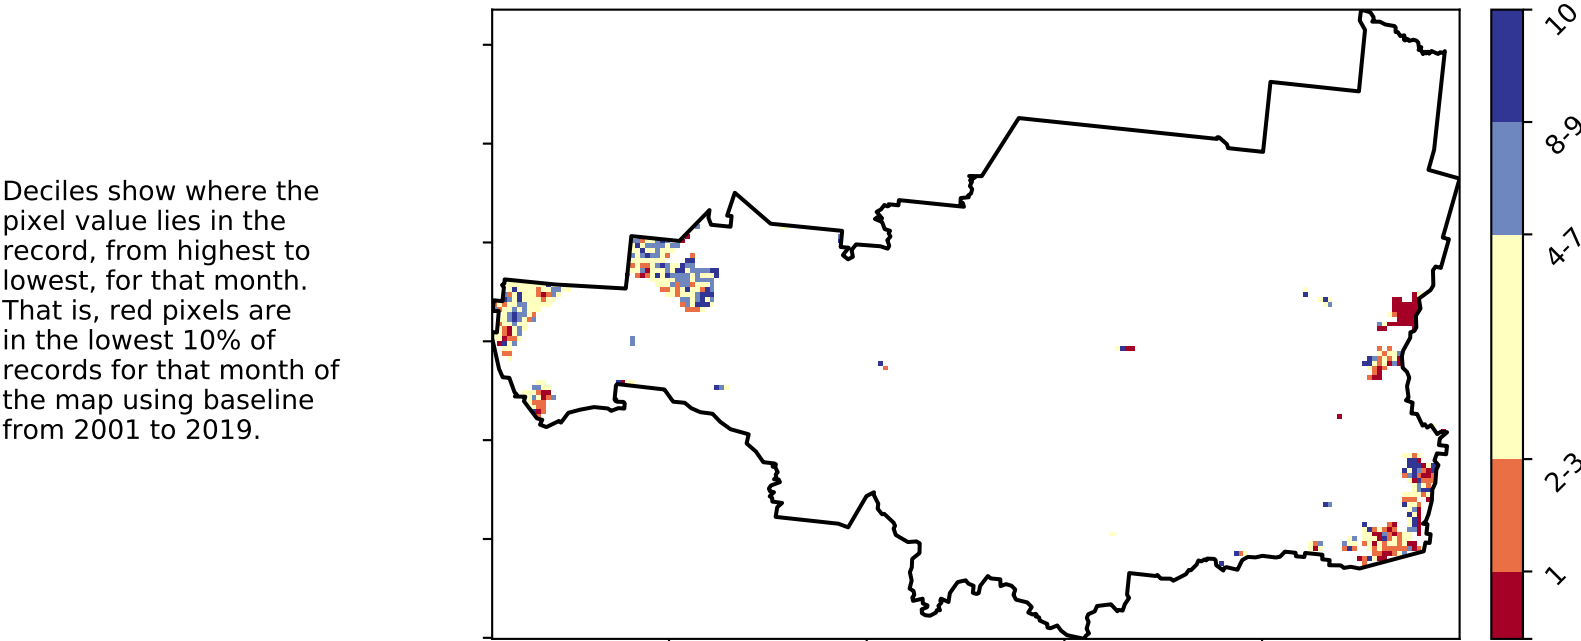 Deciles show where the
pixel value lies in the
record, from highest to
lowest, for that month.
That is, red pixels are
in the lowest 10% of
records for that month of
the map using baseline
from 2001 to 2019.
10
8-9
4-7
2-3
1